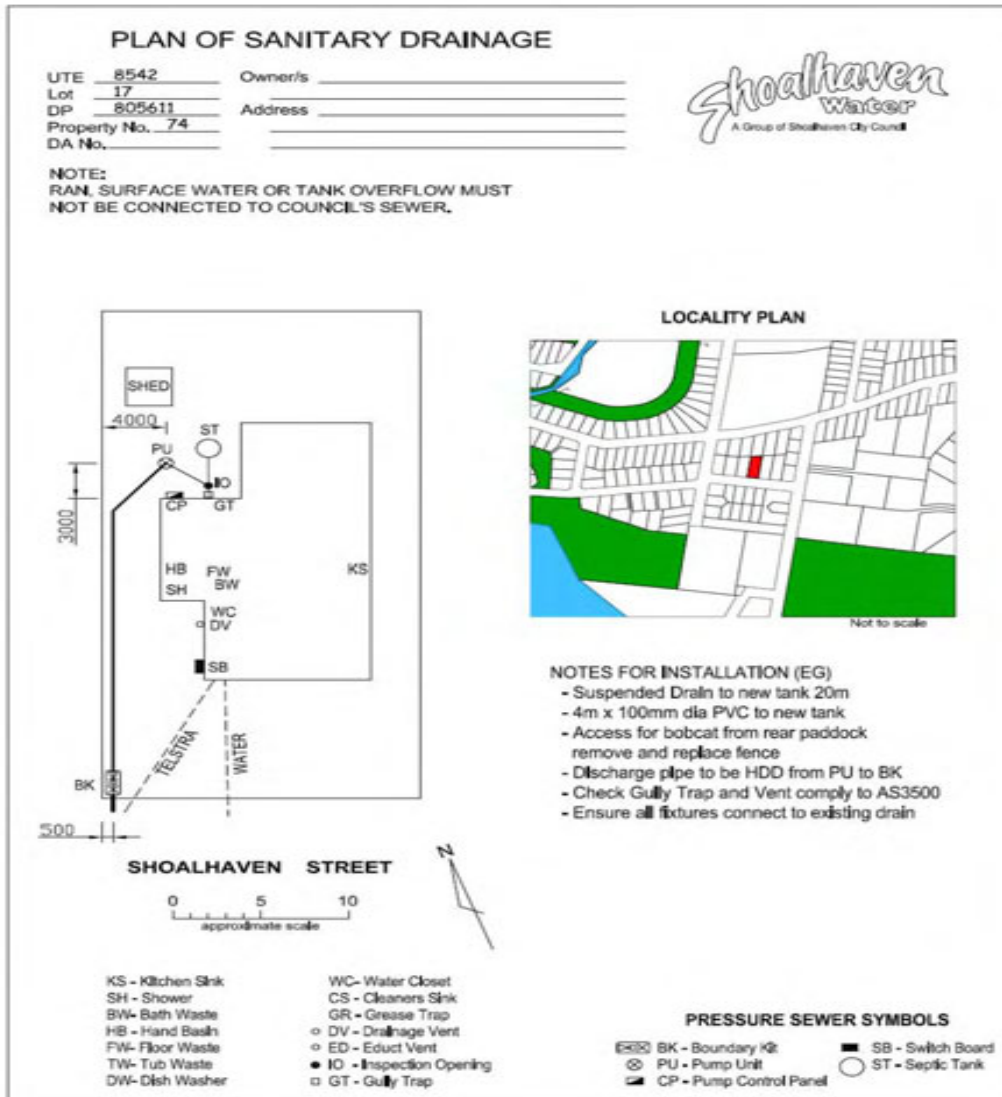 PLAN OF SANITARY DRAINAGE
UTE 8542 Owner/s
Lot 17
DP 805611 Address
Property No. 74
DA No.
Shoalhaven
Water
A Group of Shoalhaven City Council
NOTE:
RAN, SURFACE WATER OR TANK OVERFLOW MUST
NOT BE CONNECTED TO COUNCIL'S SEWER.
LOCALITY PLAN
SHED
4000
ST
PU
IO
CP GT
3000
HB FW KS
SH BW
WC
DV
SB
TELSTRA
WATER
BK
500
Not to scale
NOTES FOR INSTALLATION (EG)
- Suspended Drain to new tank 20m
- 4m x 100mm dia PVC to new tank
- Access for bobcat from rear paddock
remove and replace fence
- Discharge pipe to be HDD from PU to BK
- Check Gully Trap and Vent comply to AS3500
- Ensure all fixtures connect to existing drain
N
SHOALHAVEN STREET
0 5 10
approximate scale
KS - Kitchen Sink
SH - Shower
BW - Bath Waste
HB - Hand Basin
FW - Floor Waste
TW - Tub Waste
DW - Dish Washer
WC - Water Closet
CS - Cleaners Sink
GR - Grease Trap
DV - Drainage Vent
ED - Educt Vent
IO - Inspection Opening
GT - Gully Trap
PRESSURE SEWER SYMBOLS
BK - Boundary Kit
PU - Pump Unit
CP - Pump Control Panel
SB - Switch Board
ST - Septic Tank